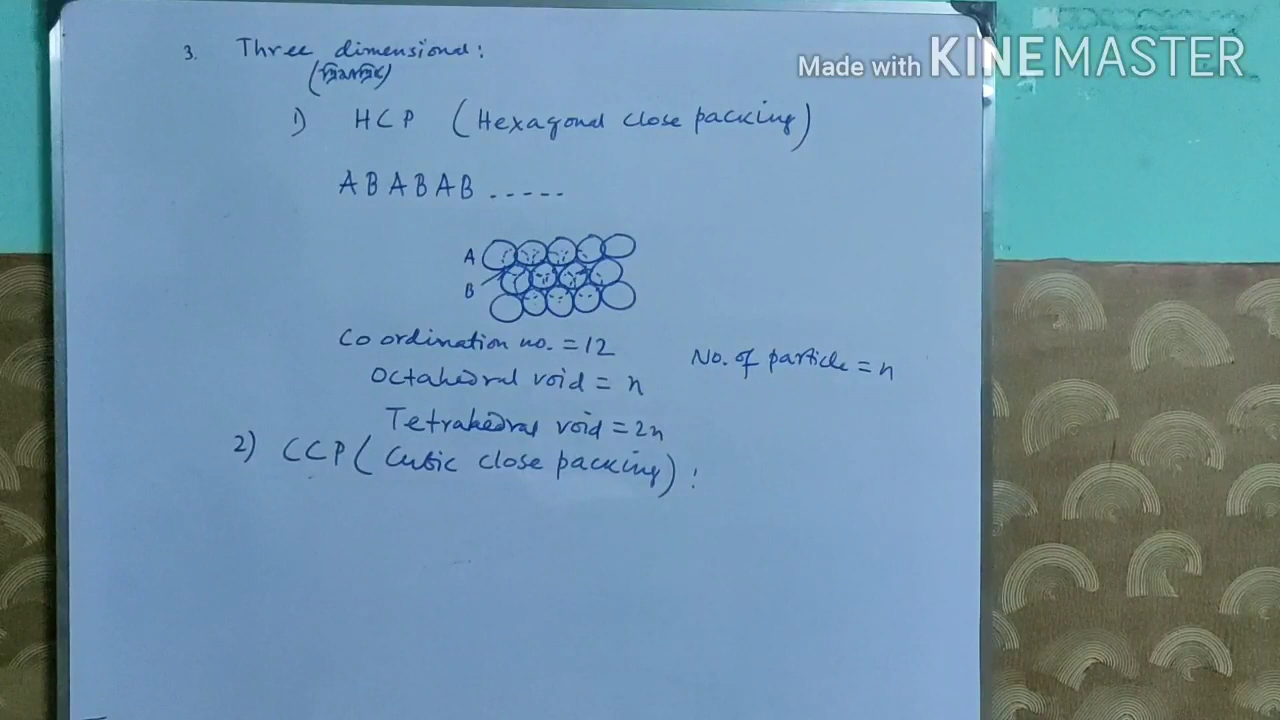 3. Three dimensional:
(ত্রিমাত্রিক)
1) HCP (Hexagonal close packing)
A B A B A B .....
A
B
Co ordination no. = 12
No. of particle = n
Octahedral void = n
Tetrahedral void = 2n
2) CCP (Cubic close packing) :
Made with KINEMASTER